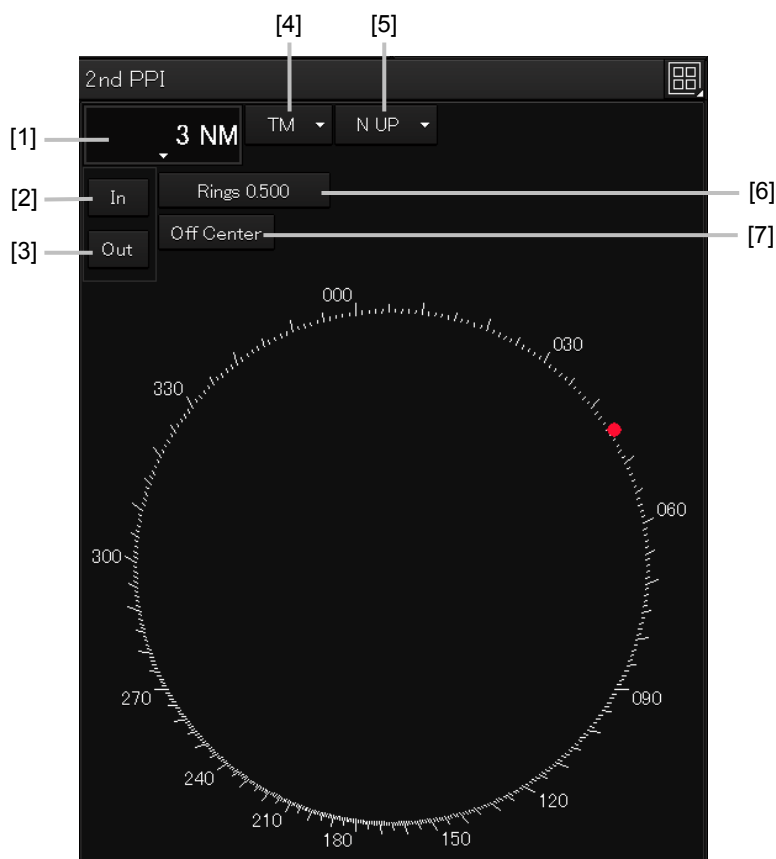 [4] [5]
2nd PPI
[1] 3 NM TM N UP
[2] In Rings 0.500 [6]
[3] Out Off Center [7]
000
030
330
060
300
270 090
240 120
210 180 150